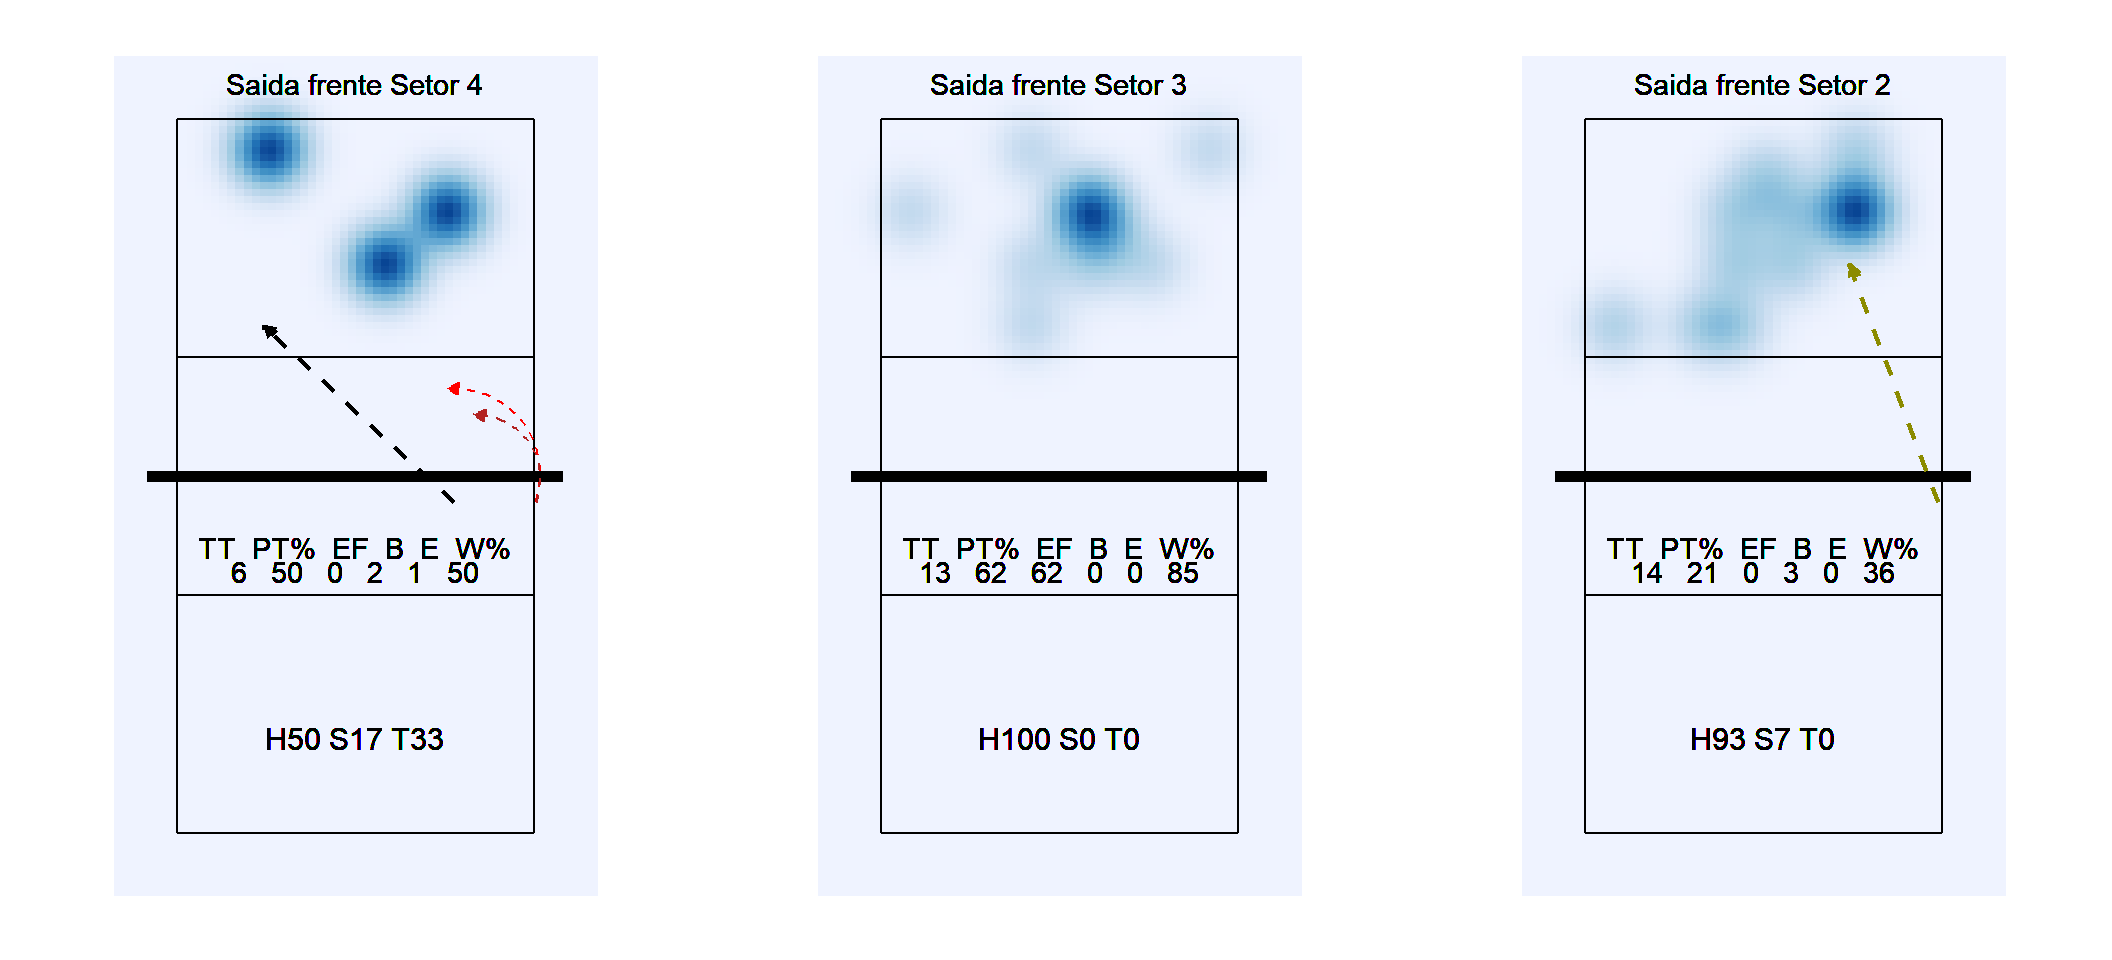 Saida frente Setor 4
TT PT% EF B E W%
6 50 0 2 1 50
H50 S17 T33
Saida frente Setor 3
TT PT% EF B E W%
13 62 62 0 0 85
H100 S0 T0
Saida frente Setor 2
TT PT% EF B E W%
14 21 0 3 0 36
H93 S7 T0